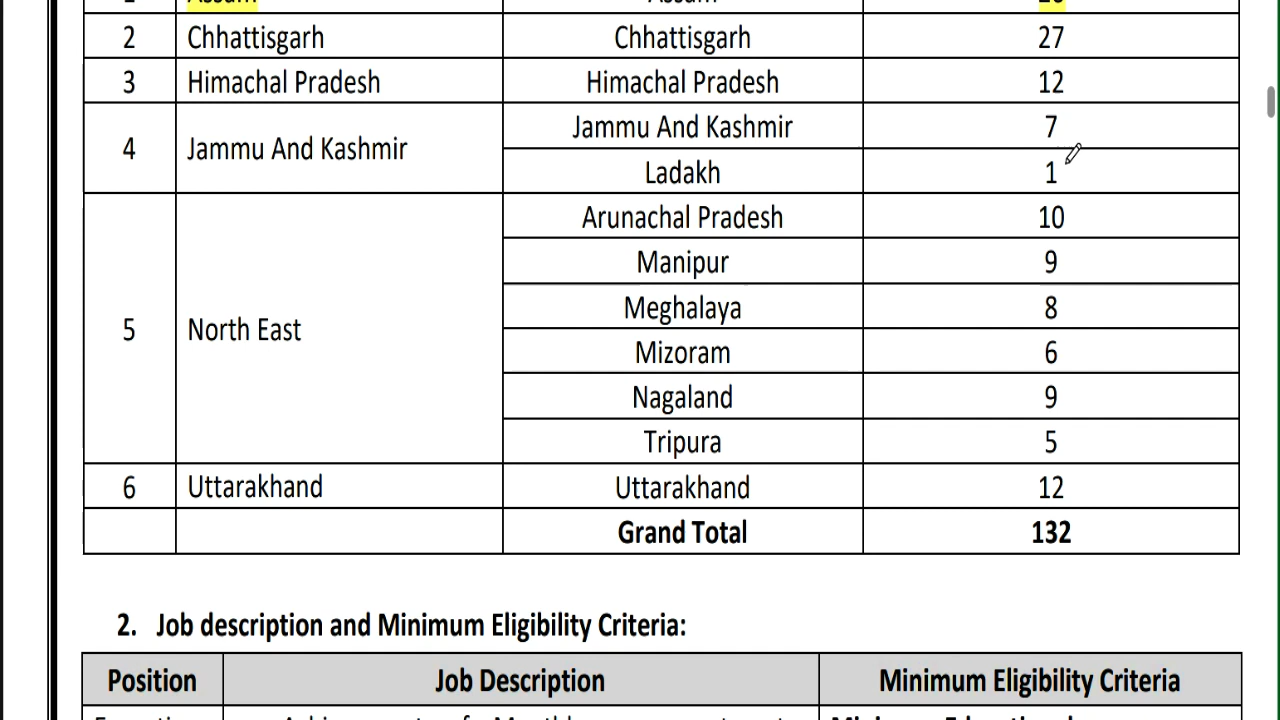 2 Chhattisgarh Chhattisgarh 27
3 Himachal Pradesh Himachal Pradesh 12
4 Jammu And Kashmir Jammu And Kashmir 7
Ladakh 1
5 North East Arunachal Pradesh 10
Manipur 9
Meghalaya 8
Mizoram 6
Nagaland 9
Tripura 5
6 Uttarakhand Uttarakhand 12
Grand Total 132
2. Job description and Minimum Eligibility Criteria:
Position Job Description Minimum Eligibility Criteria